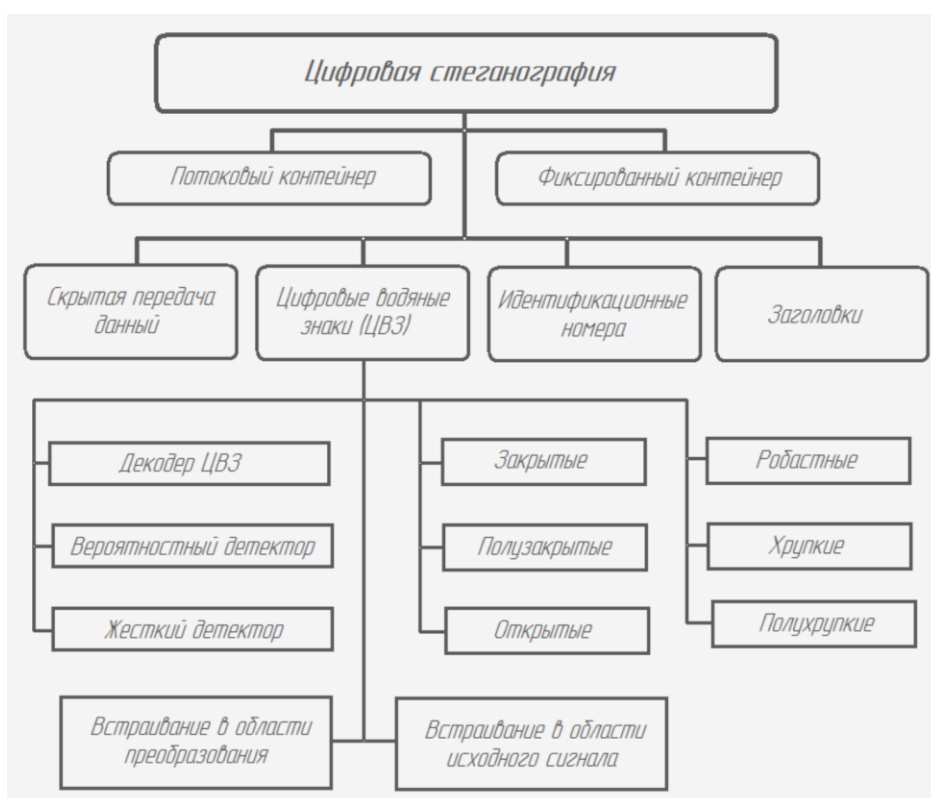 Цифровая стеганография
Потоковый контейнер
Фиксированный контейнер
Скрытая передача
данный
Цифровые водяные
знаки (ЦВЗ)
Идентификационные
номера
Заголовки
Декодер ЦВЗ
Вероятностный детектор
Жесткий детектор
Закрытые
Полузакрытые
Открытые
Робастные
Хрупкие
Полухрупкие
Встраивание в области
преобразования
Встраивание в области
исходного сигнала